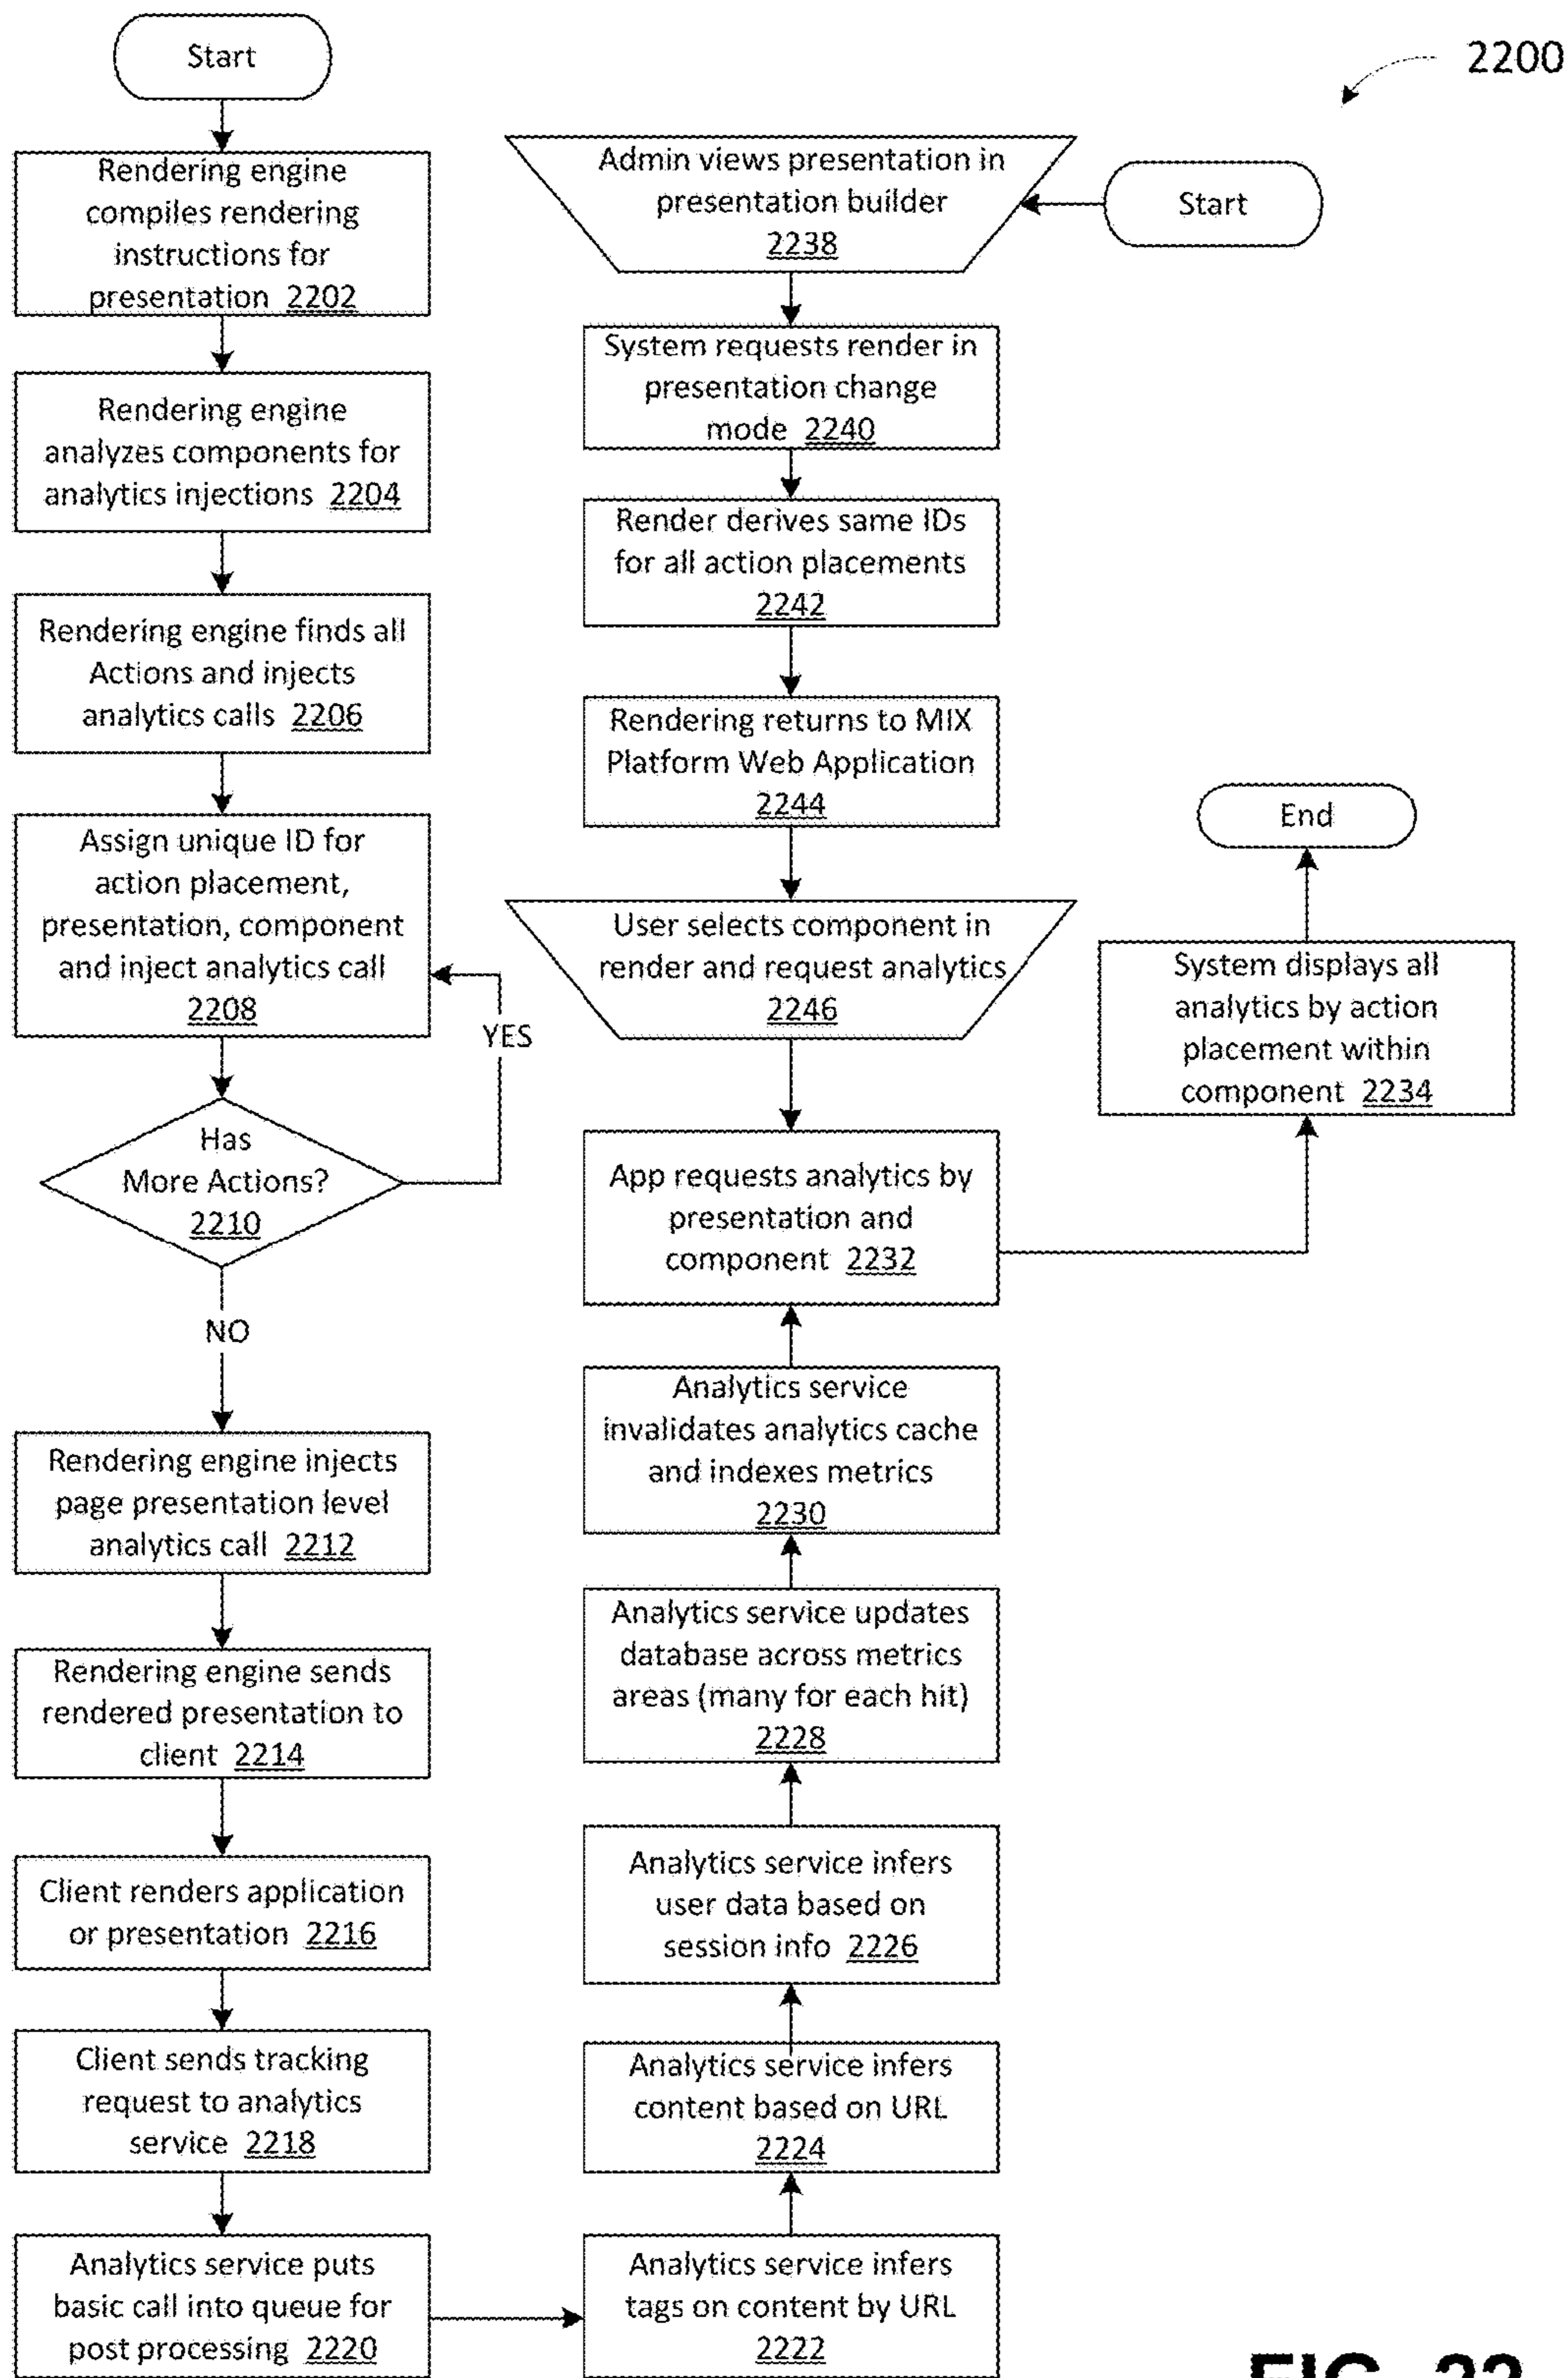 Start
Rendering engine
compiles rendering
instructions for
presentation 2202
Rendering engine
analyzes components for
analytics injections 2204
Rendering engine finds all
Actions and injects
analytics calls 2206
Assign unique ID for
action placement,
presentation, component
and inject analytics call
2208
YES
Has
More Actions?
2210
NO
Rendering engine injects
page presentation level
analytics call 2212
Rendering engine sends
rendered presentation to
client 2214
Client renders application
or presentation 2216
Client sends tracking
request to analytics
service 2218
Analytics service puts
basic call into queue for
post processing 2220
2200
Start
Admin views presentation in
presentation builder
2238
System requests render in
presentation change
mode 2240
Render derives same IDs
for all action placements
2242
Rendering returns to MIX
Platform Web Application
2244
User selects component in
render and request analytics
2246
App requests analytics by
presentation and
component 2232
Analytics service
invalidates analytics cache
and indexes metrics
2230
Analytics service updates
database across metrics
areas (many for each hit)
2228
Analytics service infers
user data based on
session info 2226
Analytics service infers
content based on URL
2224
Analytics service infers
tags on content by URL
2222
End
System displays all
analytics by action
placement within
component 2234
FIG. 22